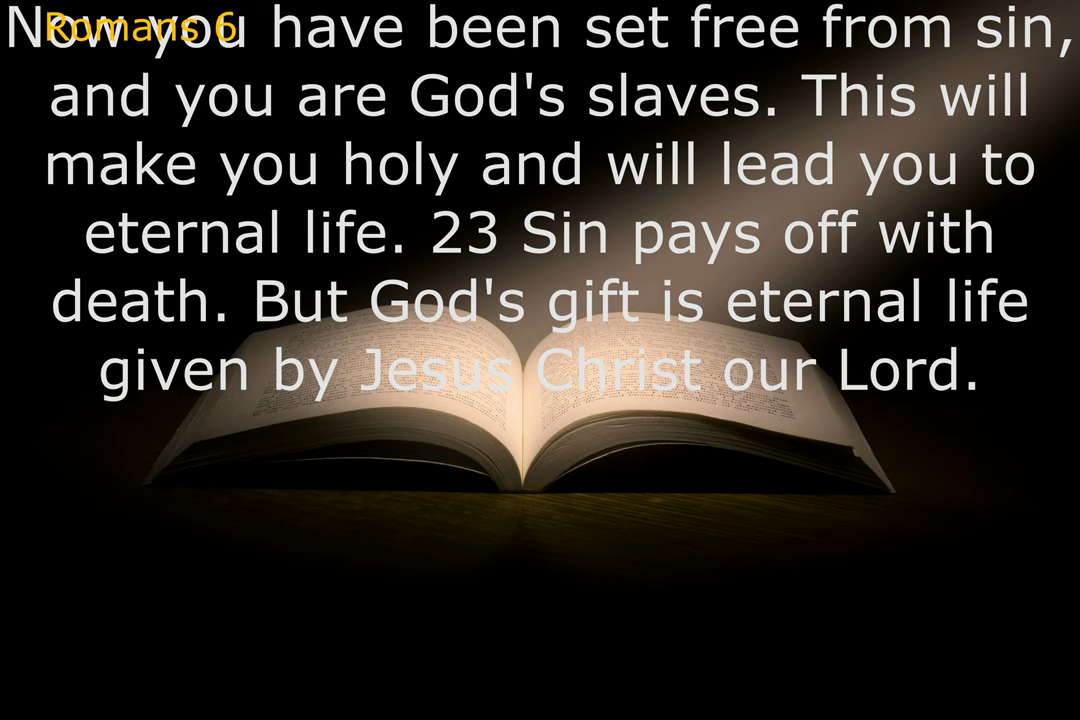 Romans 6
Now you have been set free from sin,
and you are God's slaves. This will
make you holy and will lead you to
eternal life. 23 Sin pays off with
death. But God's gift is eternal life
given by Jesus Christ our Lord.